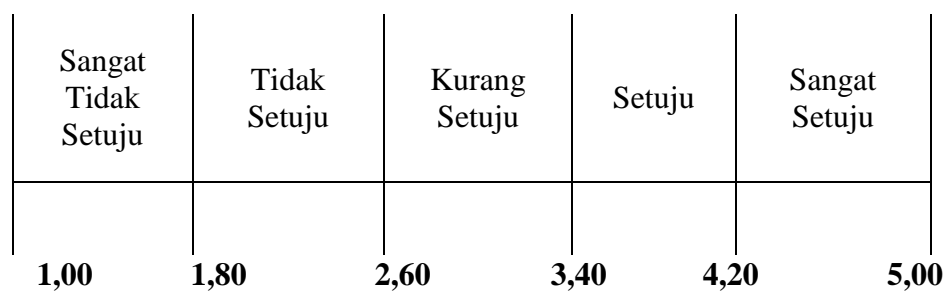 Sangat
Tidak
Setuju
Tidak
Setuju
Kurang
Setuju
Setuju
Sangat
Setuju
1,00 1,80 2,60 3,40 4,20 5,00